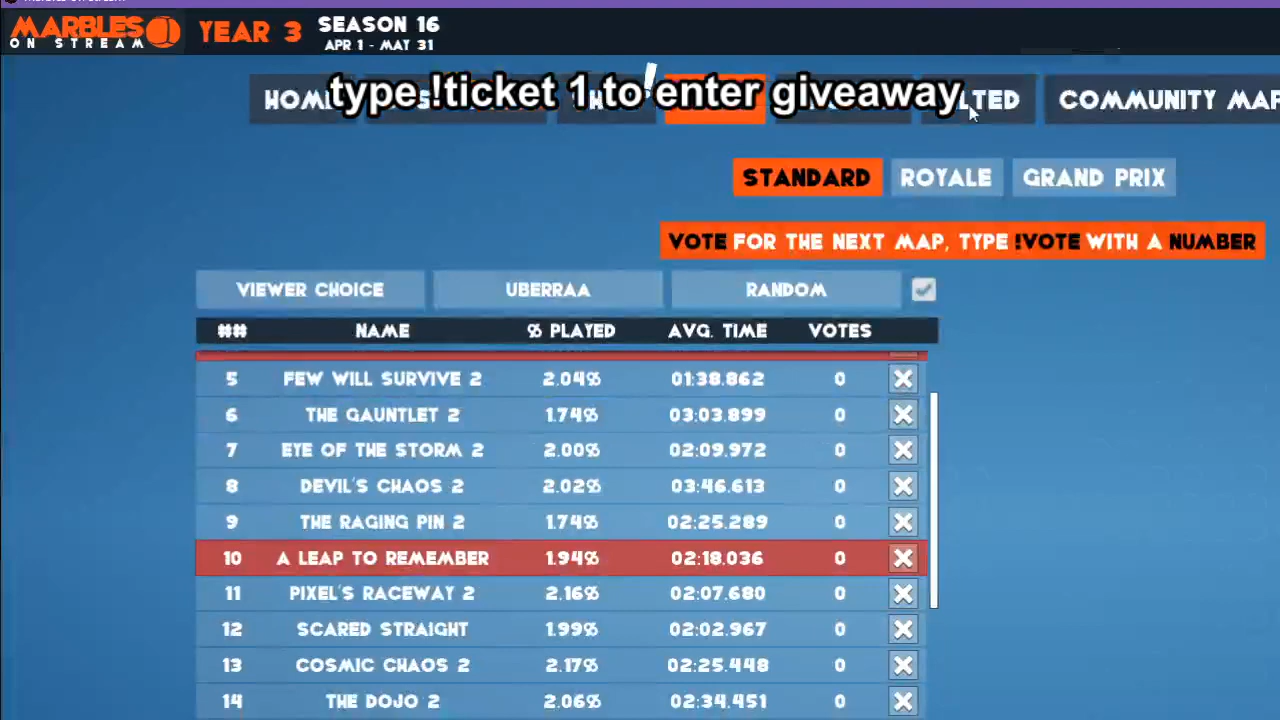 MARBLES
ON STREAM
YEAR 3
SEASON 16
APR 1 - MAY 31
type !ticket 1 to enter giveaway
COMMUNITY MAP
STANDARD ROYALE GRAND PRIX
VOTE FOR THE NEXT MAP, TYPE !VOTE WITH A NUMBER
VIEWER CHOICE UBERRAA RANDOM
## NAME % PLAYED AVG. TIME VOTES
5 FEW WILL SURVIVE 2 2.04% 01:38.862 0
6 THE GAUNTLET 2 1.74% 03:03.899 0
7 EYE OF THE STORM 2 2.00% 02:09.972 0
8 DEVIL'S CHAOS 2 2.02% 03:46.613 0
9 THE RAGING PIN 2 1.74% 02:25.289 0
10 A LEAP TO REMEMBER 1.94% 02:18.036 0
11 PIXEL'S RACEWAY 2 2.16% 02:07.680 0
12 SCARED STRAIGHT 1.99% 02:02.967 0
13 COSMIC CHAOS 2 2.17% 02:25.448 0
14 THE DOJO 2 2.06% 02:34.451 0